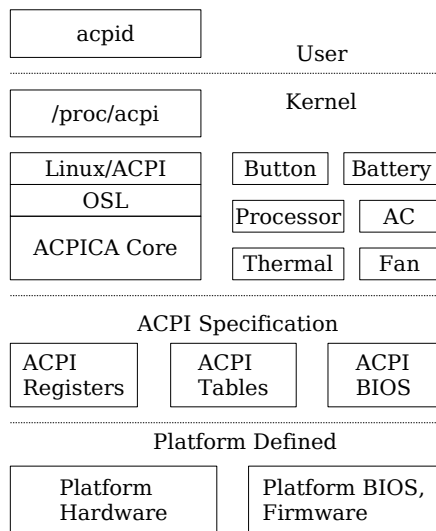 acpid
User
Kernel
/proc/acpi
Linux/ACPI
Button
Battery
OSL
Processor
AC
ACPICA Core
Thermal
Fan
ACPI Specification
ACPI
Registers
ACPI
Tables
ACPI
BIOS
Platform Defined
Platform
Hardware
Platform BIOS,
Firmware